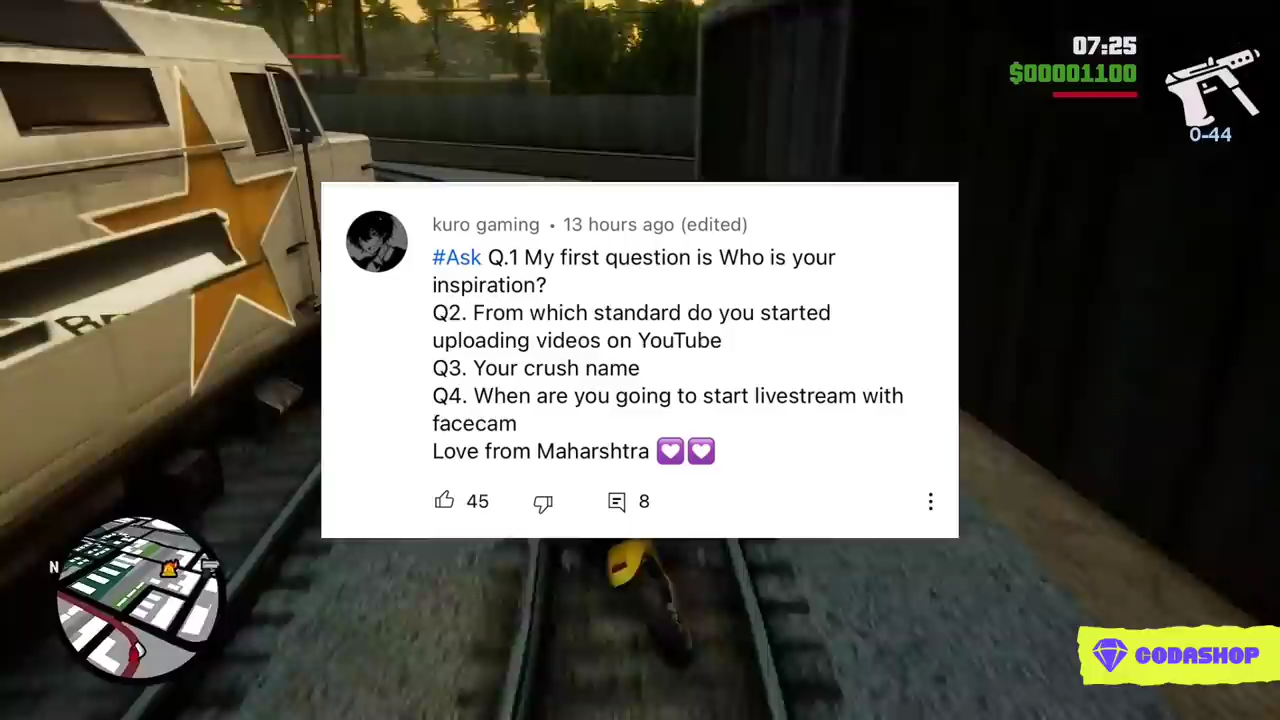 07:25
$00001100
0-44
kuro gaming • 13 hours ago (edited)
#Ask Q.1 My first question is Who is your
inspiration?
Q2. From which standard do you started
uploading videos on YouTube
Q3. Your crush name
Q4. When are you going to start livestream with
facecam
Love from Maharshtra 💟💟
45
8
N
CODASHOP